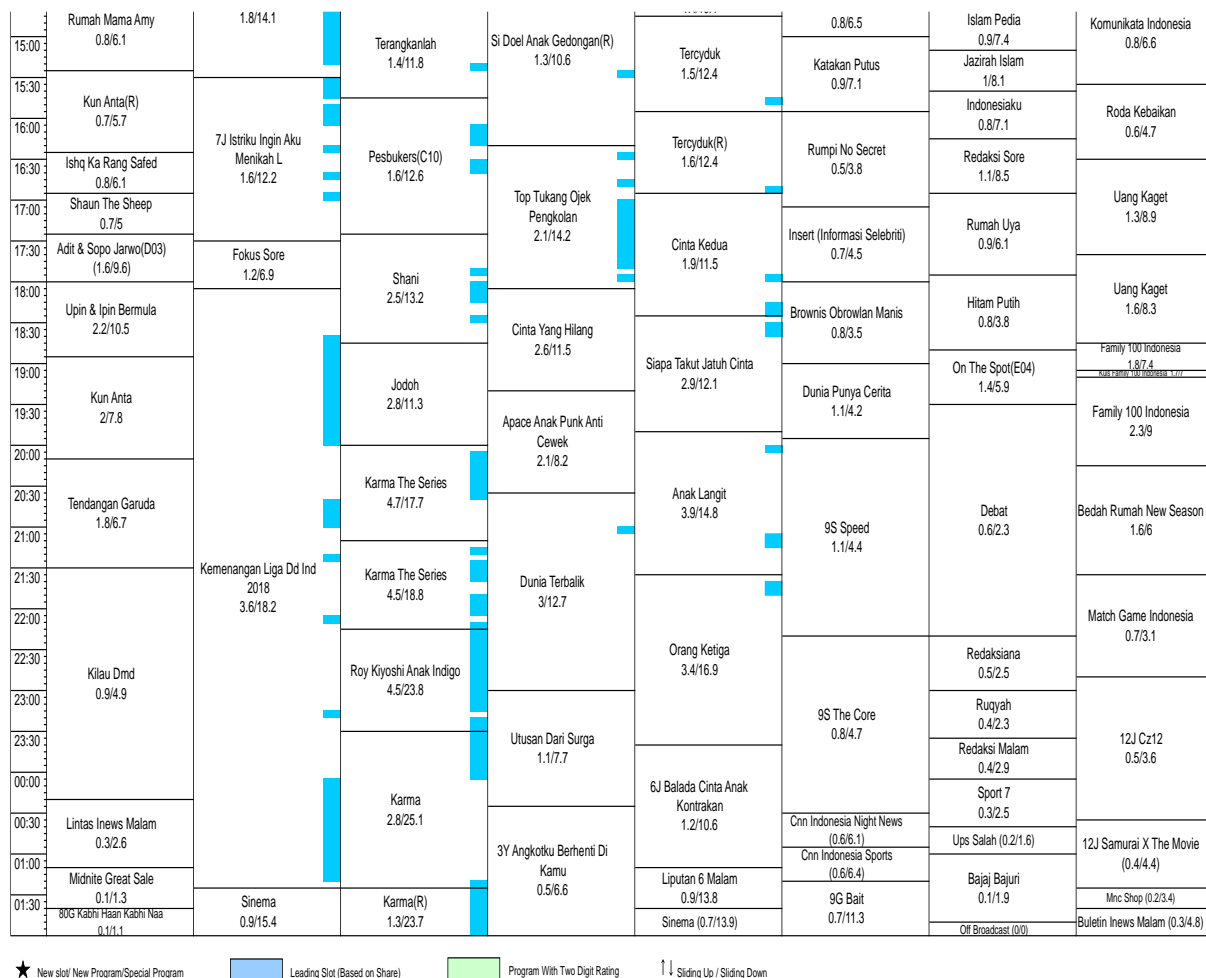 15:00
15:30
16:00
16:30
17:00
17:30
18:00
18:30
19:00
19:30
20:00
20:30
21:00
21:30
22:00
22:30
23:00
23:30
00:00
00:30
01:00
01:30
Rumah Mama Amy
0.8/6.1
Kun Anta(R)
0.7/5.7
Ishq Ka Rang Safed
0.8/6.1
Shaun The Sheep
0.7/5
Adit & Sopo Jarwo(D03)
(1.6/9.6)
Upin & Ipin Bermula
2.2/10.5
Kun Anta
2/7.8
Tendangan Garuda
1.8/6.7
Kilau Dmd
0.9/4.9
Lintas Inews Malam
0.3/2.6
Midnite Great Sale
0.1/1.3
80G Kabhi Haan Kabhi Naa
0.1/1.1
1.8/14.1
7J Istriku Ingin Aku
Menikah L
1.6/12.2
Fokus Sore
1.2/6.9
Kemenangan Liga Dd Ind
2018
3.6/18.2
Sinema
0.9/15.4
Terangkanlah
1.4/11.8
Pesbukers(C10)
1.6/12.6
Shani
2.5/13.2
Jodoh
2.8/11.3
Karma The Series
4.7/17.7
Karma The Series
4.5/18.8
Roy Kiyoshi Anak Indigo
4.5/23.8
Karma
2.8/25.1
Karma(R)
1.3/23.7
Si Doel Anak Gedongan(R)
1.3/10.6
Top Tukang Ojek
Pengkolan
2.1/14.2
Cinta Yang Hilang
2.6/11.5
Apace Anak Punk Anti
Cewek
2.1/8.2
Dunia Terbalik
3/12.7
Utusan Dari Surga
1.1/7.7
3Y Angkotku Berhenti Di
Kamu
0.5/6.6
Tercyduk
1.5/12.4
Tercyduk(R)
1.6/12.4
Cinta Kedua
1.9/11.5
Siapa Takut Jatuh Cinta
2.9/12.1
Anak Langit
3.9/14.8
Orang Ketiga
3.4/16.9
6J Balada Cinta Anak
Kontrakan
1.2/10.6
Liputan 6 Malam
0.9/13.8
Sinema (0.7/13.9)
0.8/6.5
Katakan Putus
0.9/7.1
Rumpi No Secret
0.5/3.8
Insert (Informasi Selebriti)
0.7/4.5
Brownis Obrowlan Manis
0.8/3.5
Dunia Punya Cerita
1.1/4.2
9S Speed
1.1/4.4
9S The Core
0.8/4.7
Cnn Indonesia Night News
(0.6/6.1)
Cnn Indonesia Sports
(0.6/6.4)
9G Bait
0.7/11.3
Islam Pedia
0.9/7.4
Jazirah Islam
1/8.1
Indonesiaku
0.8/7.1
Redaksi Sore
1.1/8.5
Rumah Uya
0.9/6.1
Hitam Putih
0.8/3.8
On The Spot(E04)
1.4/5.9
Debat
0.6/2.3
Redaksiana
0.5/2.5
Ruqyah
0.4/2.3
Redaksi Malam
0.4/2.9
Sport 7
0.3/2.5
Ups Salah (0.2/1.6)
Bajaj Bajuri
0.1/1.9
Off Broadcast (0/0)
Komunikata Indonesia
0.8/6.6
Roda Kebaikan
0.6/4.7
Uang Kaget
1.3/8.9
Uang Kaget
1.6/8.3
Family 100 Indonesia
1.8/7.4
Kuis Family 100 Indonesia 1.7/7
Family 100 Indonesia
2.3/9
Bedah Rumah New Season
1.6/6
Match Game Indonesia
0.7/3.1
12J Cz12
0.5/3.6
12J Samurai X The Movie
(0.4/4.4)
Mnc Shop (0.2/3.4)
Buletin Inews Malam (0.3/4.8)
★ New slot/ New Program/Special Program
Leading Slot (Based on Share)
Program With Two Digit Rating
↑↓ Sliding Up / Sliding Down